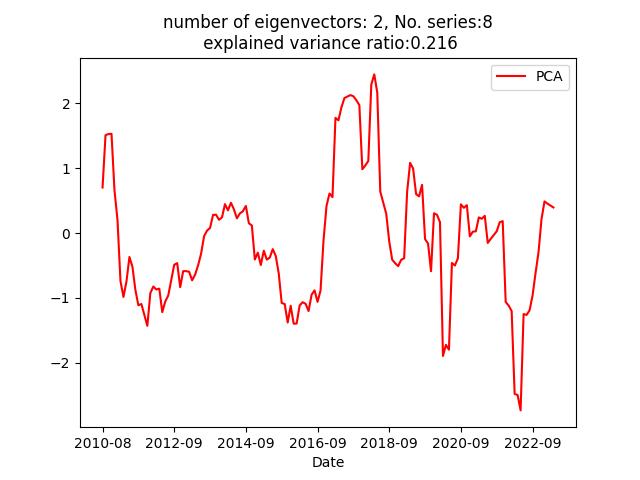 number of eigenvectors: 2, No. series:8
explained variance ratio:0.216
PCA
2
1
0
−1
−2
2010-08 2012-09 2014-09 2016-09 2018-09 2020-09 2022-09
Date